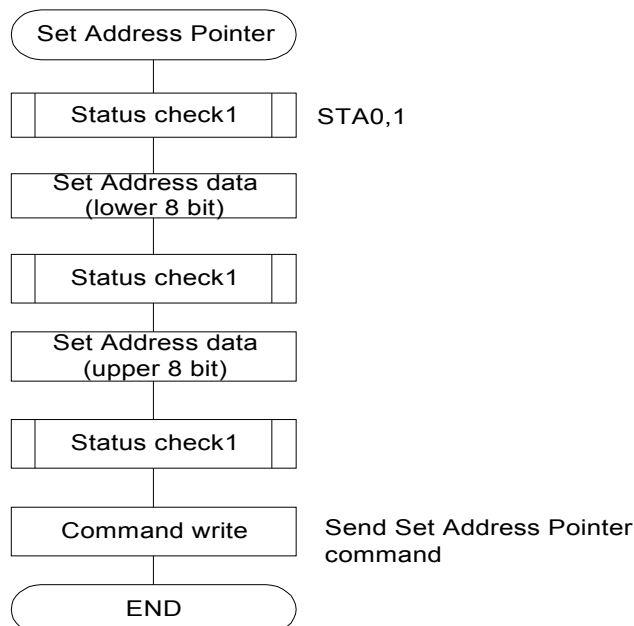 Set Address Pointer
Status check1
STA0,1
Set Address data
(lower 8 bit)
Status check1
Set Address data
(upper 8 bit)
Status check1
Command write
Send Set Address Pointer
command
END